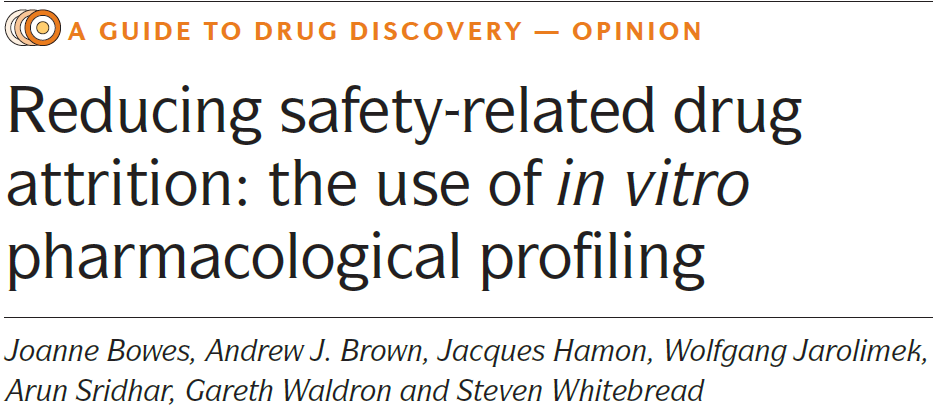 A GUIDE TO DRUG DISCOVERY — OPINION
Reducing safety-related drug
attrition: the use of in vitro
pharmacological profiling
Joanne Bowes, Andrew J. Brown, Jacques Hamon, Wolfgang Jarolimek,
Arun Sridhar, Gareth Waldron and Steven Whitebread